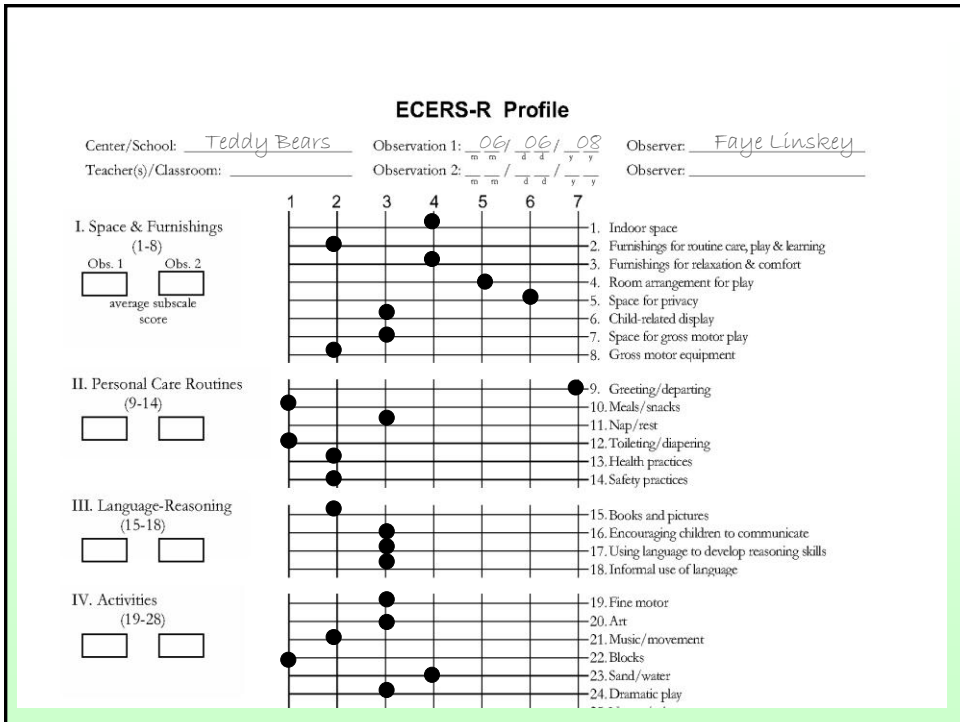 ECERS-R Profile
Center/School: Teddy Bears Observation 1: 06/ 06/ 08 Observer: Faye Linskey
m m d d y y
Teacher(s)/Classroom: Observation 2: / / Observer:
m m d d y y
1 2 3 4 5 6 7
I. Space & Furnishings
(1-8)
Obs. 1 Obs. 2
average subscale
score
1. Indoor space
2. Furnishings for routine care, play & learning
3. Furnishings for relaxation & comfort
4. Room arrangement for play
5. Space for privacy
6. Child-related display
7. Space for gross motor play
8. Gross motor equipment
II. Personal Care Routines
(9-14)
9. Greeting/departing
10. Meals/snacks
11. Nap/rest
12. Toileting/diapering
13. Health practices
14. Safety practices
III. Language-Reasoning
(15-18)
15. Books and pictures
16. Encouraging children to communicate
17. Using language to develop reasoning skills
18. Informal use of language
IV. Activities
(19-28)
19. Fine motor
20. Art
21. Music/movement
22. Blocks
23. Sand/water
24. Dramatic play